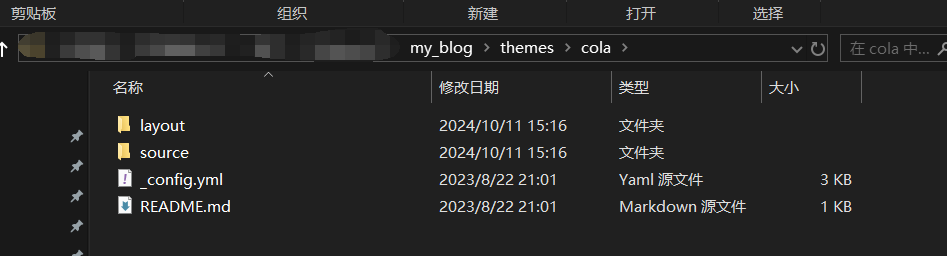 剪贴板 组织 新建 打开 选择
my_blog > themes > cola > 在 cola 中...
名称 修改日期 类型 大小
layout 2024/10/11 15:16 文件夹
source 2024/10/11 15:16 文件夹
_config.yml 2023/8/22 21:01 Yaml 源文件 3 KB
README.md 2023/8/22 21:01 Markdown 源文件 1 KB